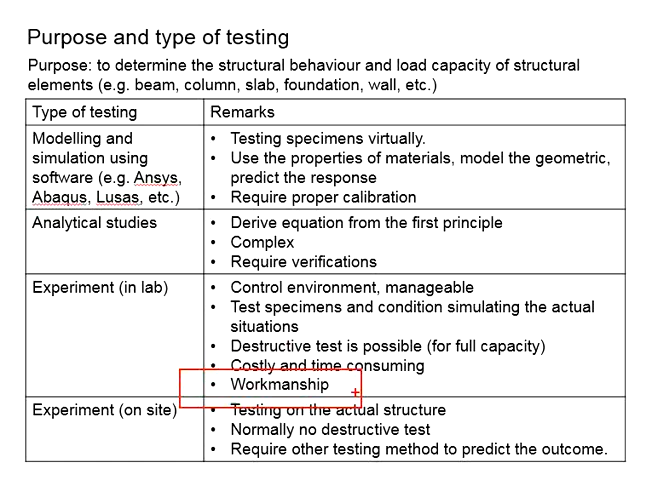 Purpose and type of testing
Purpose: to determine the structural behaviour and load capacity of structural
elements (e.g. beam, column, slab, foundation, wall, etc.)
Type of testing
Remarks
Modelling and
simulation using
software (e.g. Ansys,
Abaqus, Lusas, etc.)
• Testing specimens virtually.
• Use the properties of materials, model the geometric,
predict the response
• Require proper calibration
Analytical studies
• Derive equation from the first principle
• Complex
• Require verifications
Experiment (in lab)
• Control environment, manageable
• Test specimens and condition simulating the actual
situations
• Destructive test is possible (for full capacity)
• Costly and time consuming
• Workmanship
Experiment (on site)
• Testing on the actual structure
• Normally no destructive test
• Require other testing method to predict the outcome.